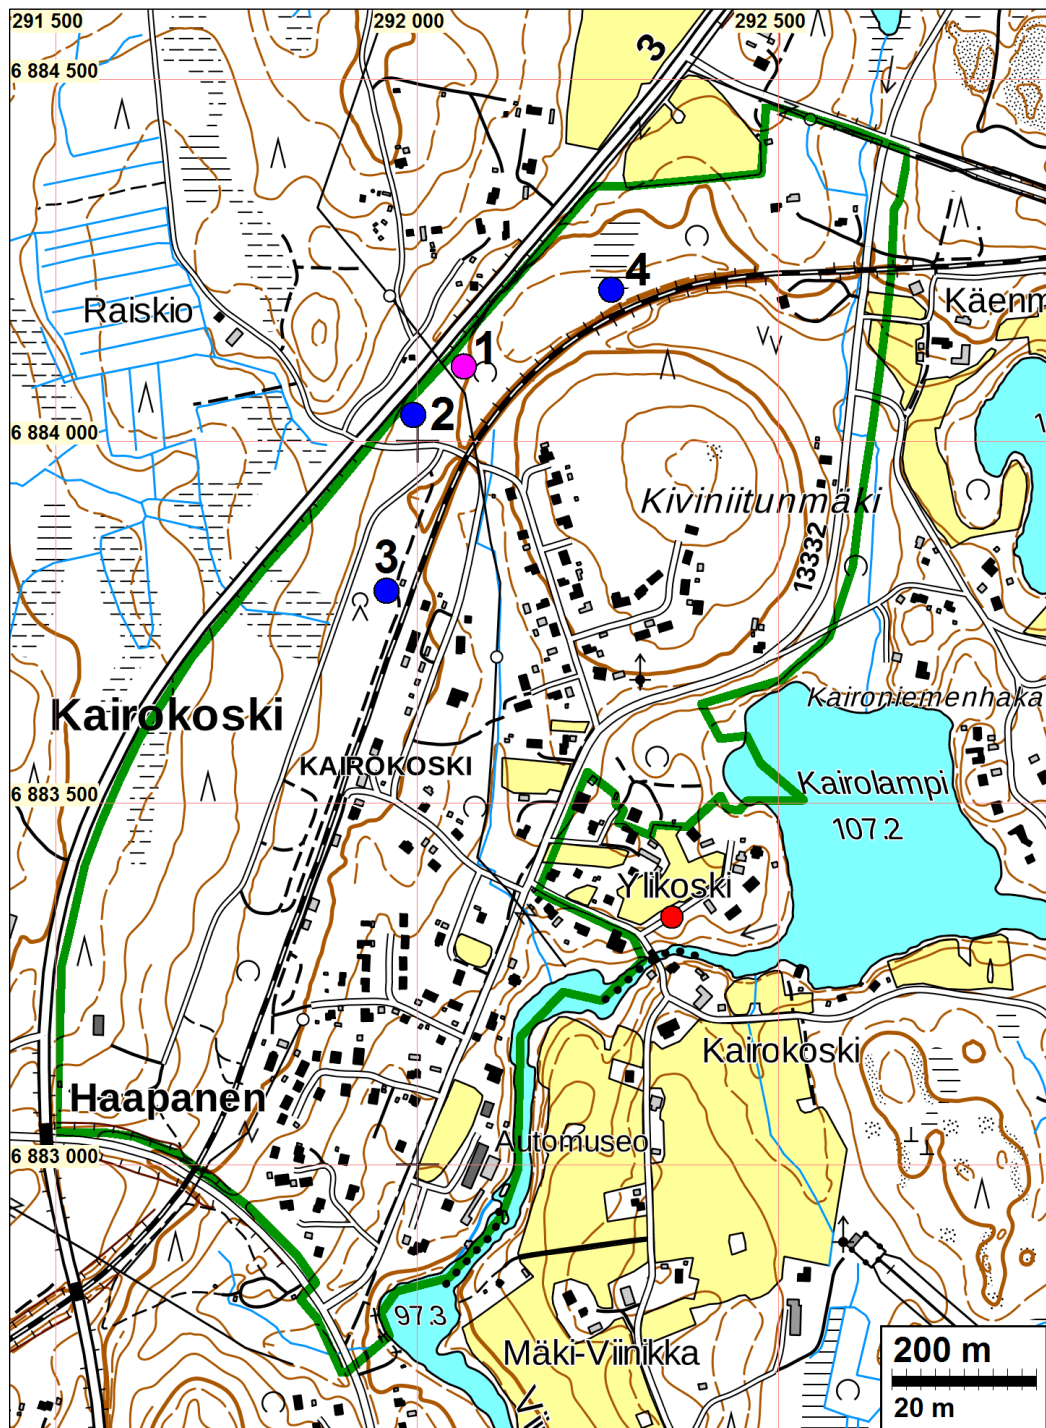 291 500
292 000
292 500
3
6 884 500
4
Raiskio
Käenm
1
2
6 884 000
Kiviniitunmäki
13332
3
Kaironiemenhaka
Kairokoski
KAIROKOSKI
Kairolampi
6 883 500
107.2
Ylikoski
Kairokoski
Haapanen
Automuseo
6 883 000
97.3
Mäki-Viinikka
200 m
20 m